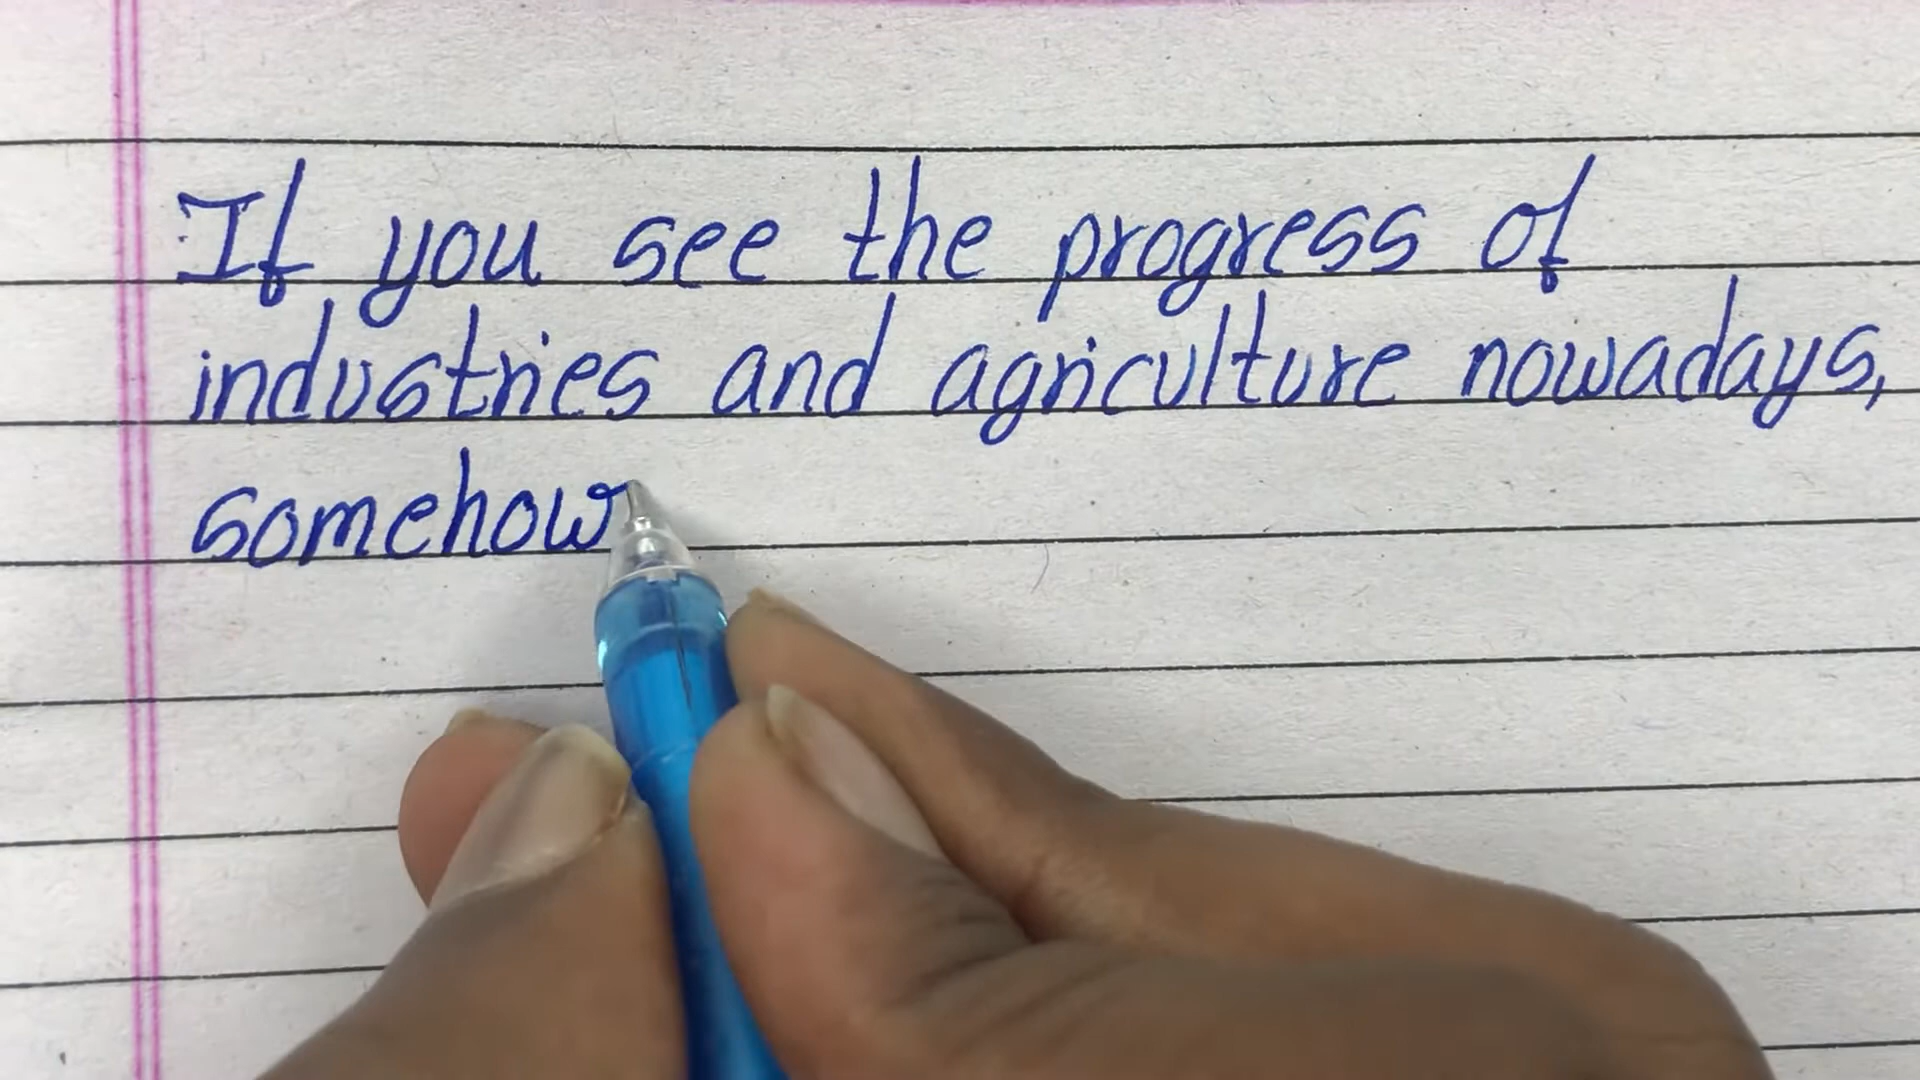 If you see the progress of
industries and agriculture nowadays,
somehow